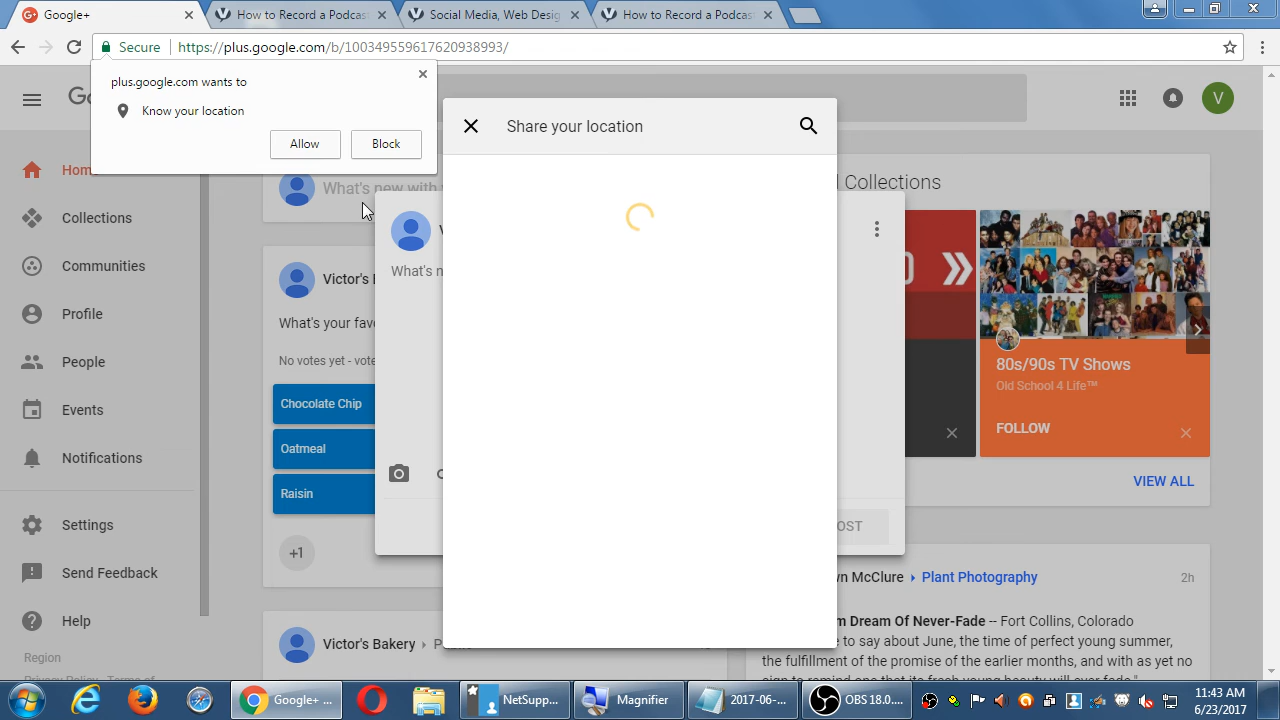 Google+
How to Record a Podcas
Social Media, Web Desig
How to Record a Podcas
Secure
https://plus.google.com/b/100349559617620938993/
plus.google.com wants to
Know your location
Allow
Block
Share your location
V
Home
Collections
Communities
Profile
People
Events
Notifications
Settings
Send Feedback
Help
Region
What's new with
What's n
Victor's
What's your favo
No votes yet - vote
Chocolate Chip
Oatmeal
Raisin
+1
Victor's Bakery
OST
Collections
80s/90s TV Shows
Old School 4 Life™
FOLLOW
VIEW ALL
wn McClure
Plant Photography
2h
m Dream Of Never-Fade -- Fort Collins, Colorado
to say about June, the time of perfect young summer,
the fulfillment of the promise of the earlier months, and with as yet no
Google+ ...
NetSupp...
Magnifier
2017-06-...
OBS 18.0....
11:43 AM
6/23/2017